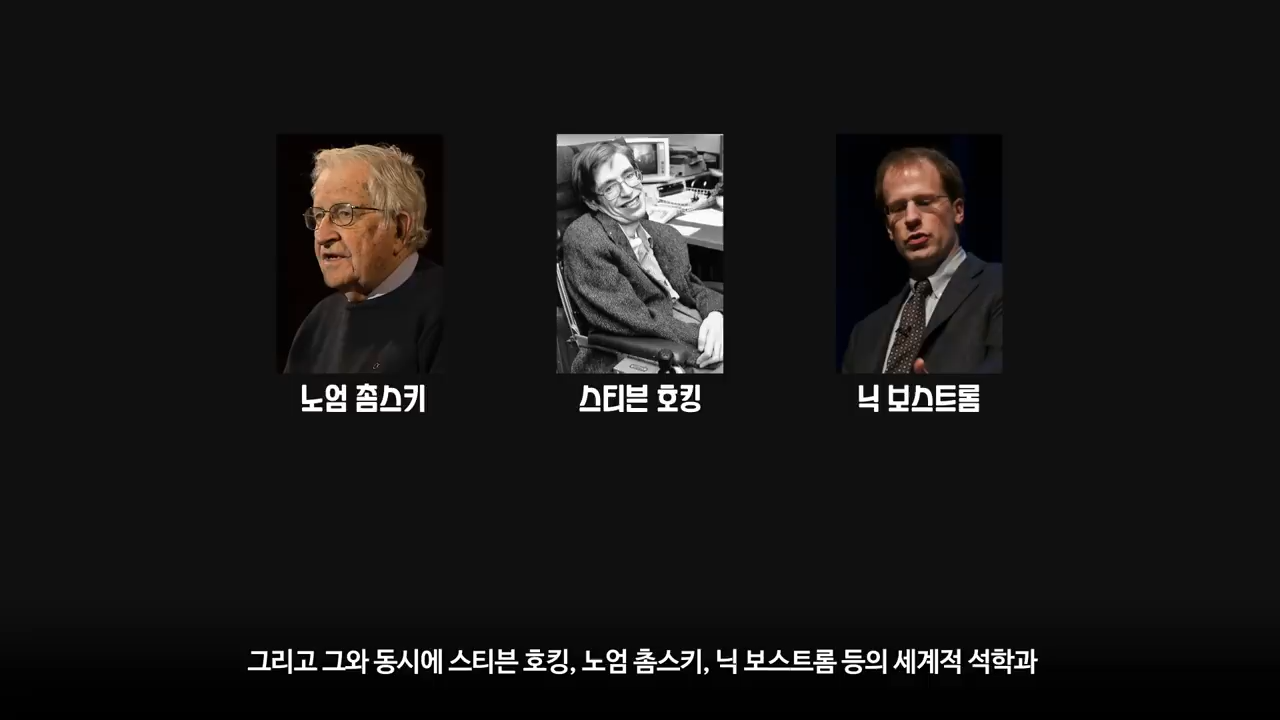 노엄 촘스키
스티븐 호킹
닉 보스트롬
그리고 그와 동시에 스티븐 호킹, 노엄 촘스키, 닉 보스트롬 등의 세계적 석학과